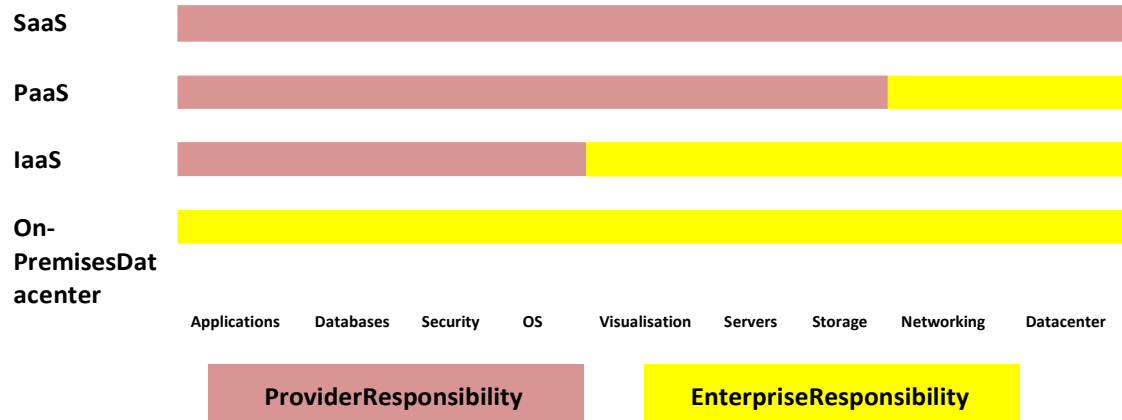 SaaS
PaaS
IaaS
On-
PremisesDat
acenter
Applications Databases Security OS Visualisation Servers Storage Networking Datacenter
ProviderResponsibility EnterpriseResponsibility